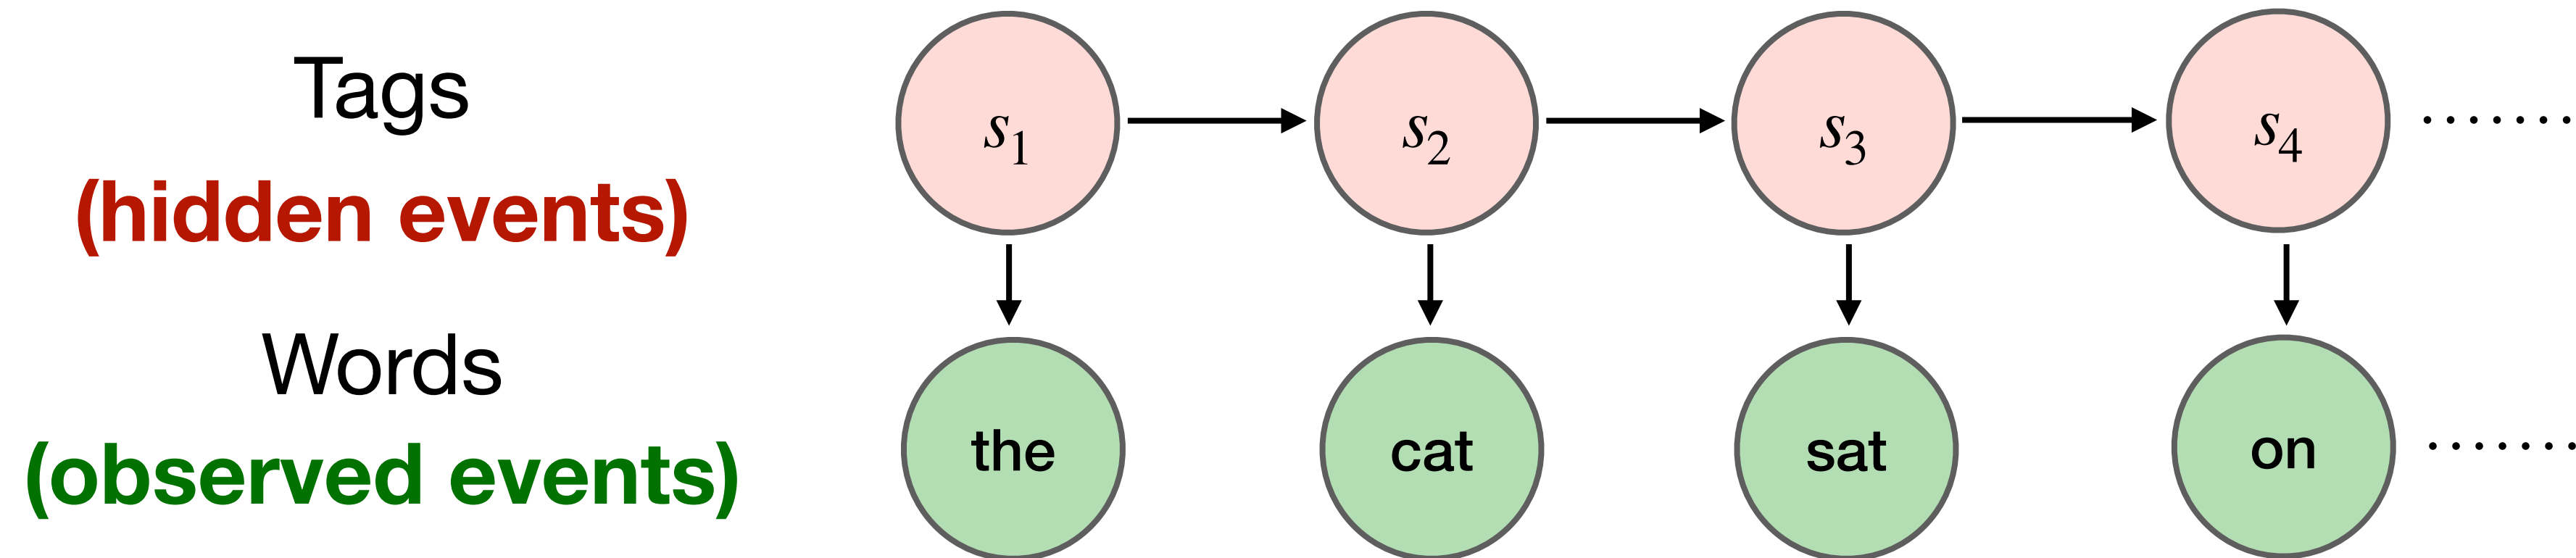 Tags
(hidden events)
s₁ s₂ s₃ s₄ .......
Words
(observed events)
the cat sat on .......